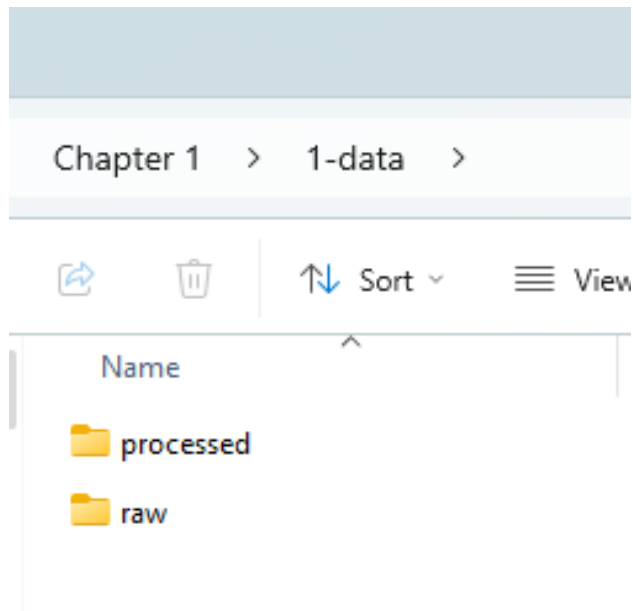 Chapter 1 > 1-data >
Sort View
Name
processed
raw